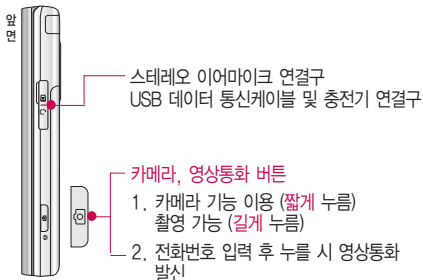 앞
면
스테레오 이어마이크 연결구
USB 데이터 통신케이블 및 충전기 연결구
카메라, 영상통화 버튼
1. 카메라 기능 이용 (짧게 누름)
촬영 가능 (길게 누름)
2. 전화번호 입력 후 누를 시 영상통화
발신